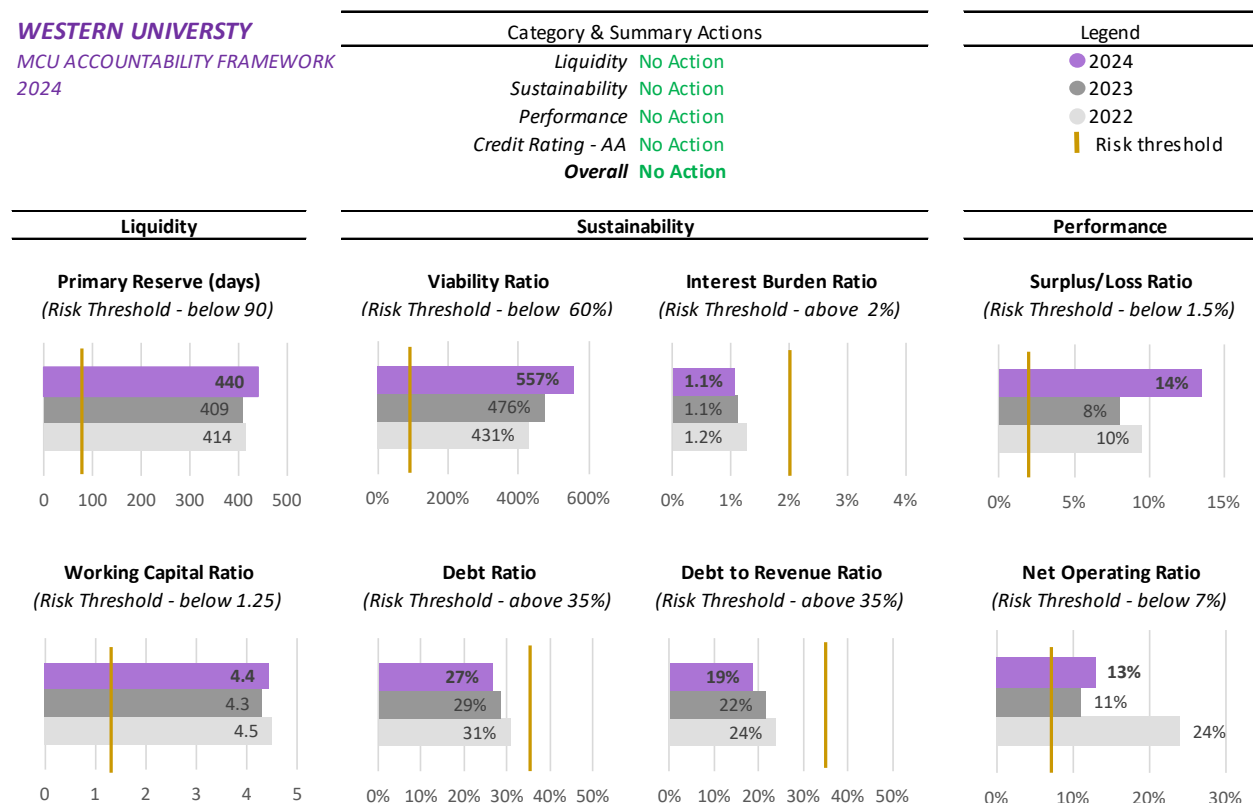 WESTERN UNIVERSTY
MCU ACCOUNTABILITY FRAMEWORK
2024
Category & Summary Actions
Liquidity No Action
Sustainability No Action
Performance No Action
Credit Rating - AA No Action
Overall No Action
Legend
2024
2023
2022
Risk threshold
Liquidity
Primary Reserve (days)
(Risk Threshold - below 90)
440
409
414
0 100 200 300 400 500
Working Capital Ratio
(Risk Threshold - below 1.25)
4.4
4.3
4.5
0 1 2 3 4 5
Sustainability
Viability Ratio
(Risk Threshold - below 60%)
557%
476%
431%
0% 200% 400% 600%
Interest Burden Ratio
(Risk Threshold - above 2%)
1.1%
1.1%
1.2%
0% 1% 2% 3% 4%
Debt Ratio
(Risk Threshold - above 35%)
27%
29%
31%
0% 10% 20% 30% 40% 50%
Debt to Revenue Ratio
(Risk Threshold - above 35%)
19%
22%
24%
0% 10% 20% 30% 40% 50%
Performance
Surplus/Loss Ratio
(Risk Threshold - below 1.5%)
14%
8%
10%
0% 5% 10% 15%
Net Operating Ratio
(Risk Threshold - below 7%)
13%
11%
24%
0% 10% 20% 30%